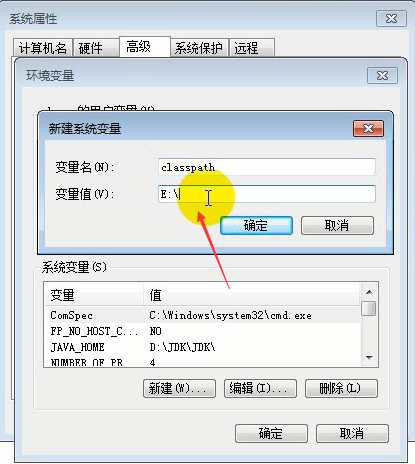 系统属性
计算机名 硬件 高级 系统保护 远程
环境变量
的用户变量(U)
新建系统变量
变量名(N): classpath
变量值(V): E:\
确定 取消
系统变量(S)
变量 值
ComSpec C:\Windows\system32\cmd.exe
FP_NO_HOST_C... NO
JAVA_HOME D:\JDK\JDK\
NUMBER_OF_PR... 4
新建(W)... 编辑(I)... 删除(L)
确定 取消